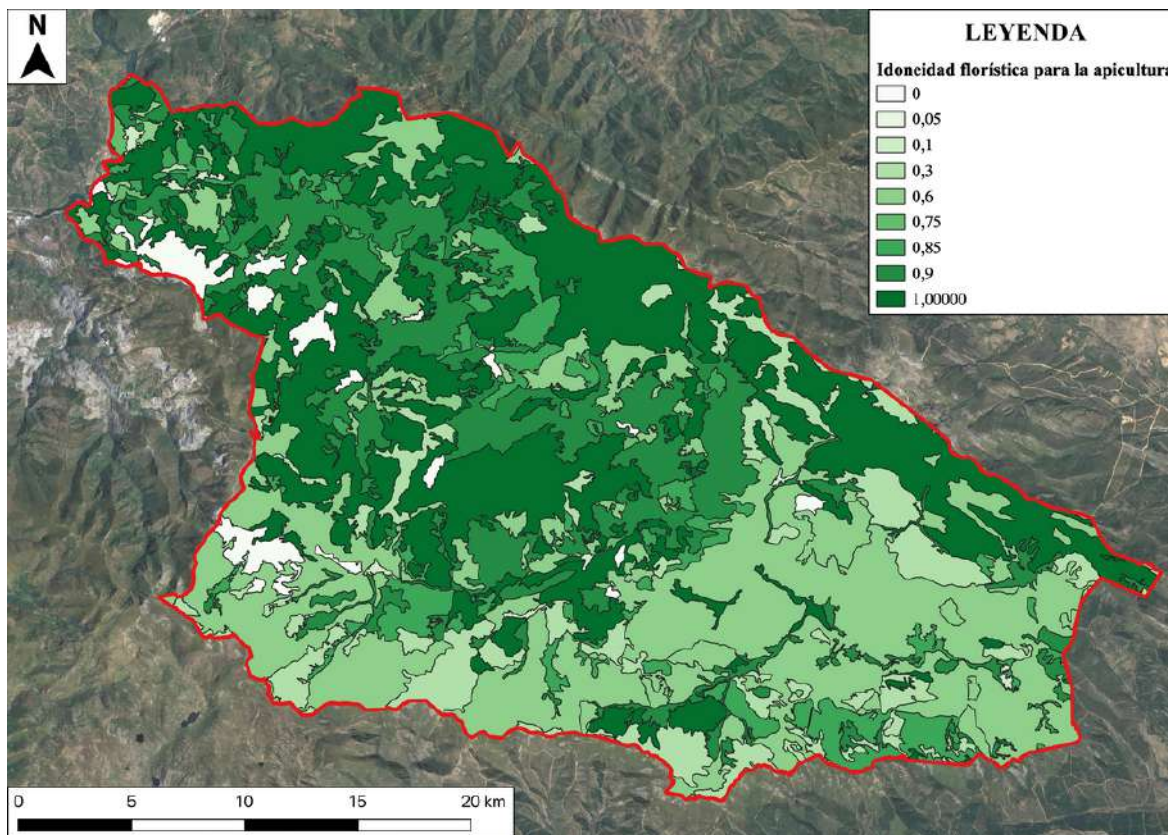 N
LEYENDA
Idoneidad florística para la apicultura
0
0,05
0,1
0,3
0,6
0,75
0,85
0,9
1,00000
0 5 10 15 20 km